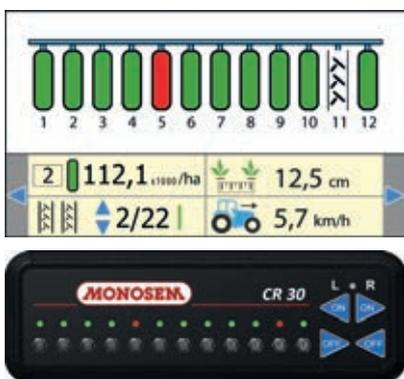 1 2 3 4 5 6 7 8 9 10 11 12
2 112,1 x1000/ha 12,5 cm
2/22 5,7 km/h
MONOSEM CR 30 L R
ON ON
OFF OFF